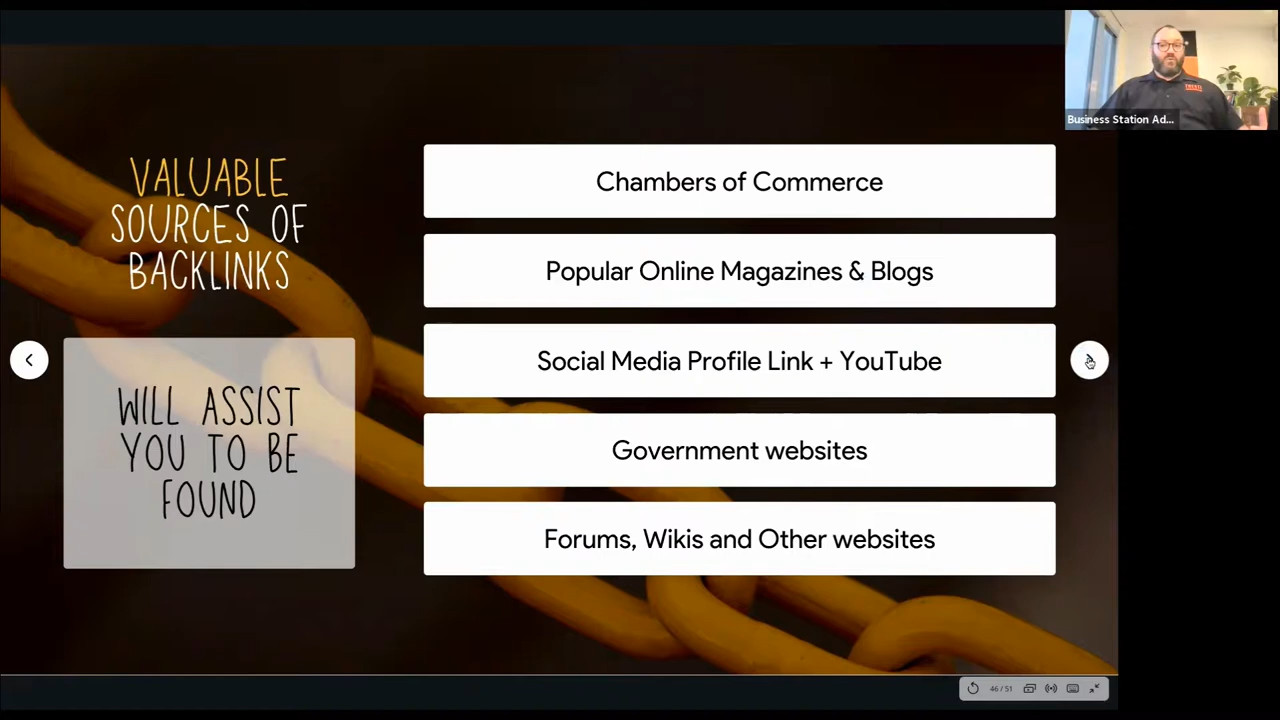 VALUABLE
SOURCES OF
BACKLINKS
WILL ASSIST
YOU TO BE
FOUND
Chambers of Commerce
Popular Online Magazines & Blogs
Social Media Profile Link + YouTube
Government websites
Forums, Wikis and Other websites
Business Station Ad...
46 / 51